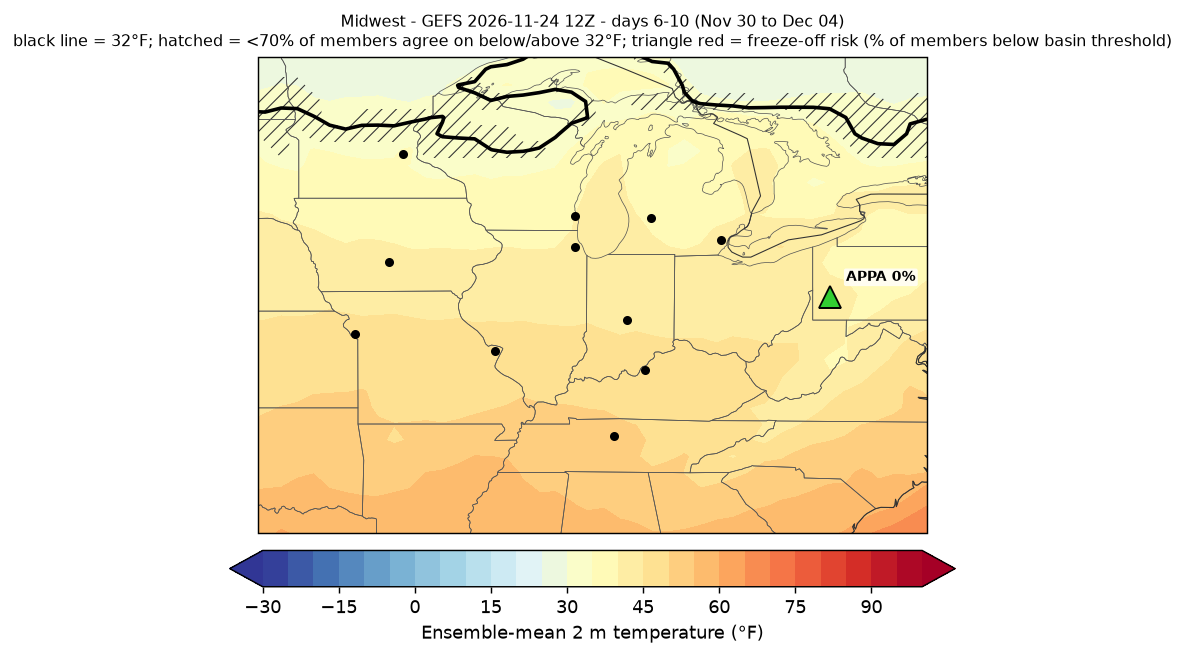 Midwest - GEFS 2026-11-24 12Z - days 6-10 (Nov 30 to Dec 04)
black line = 32°F; hatched = <70% of members agree on below/above 32°F; triangle red = freeze-off risk (% of members below basin threshold)
APPA 0%
−30 −15 0 15 30 45 60 75 90
Ensemble-mean 2 m temperature (°F)